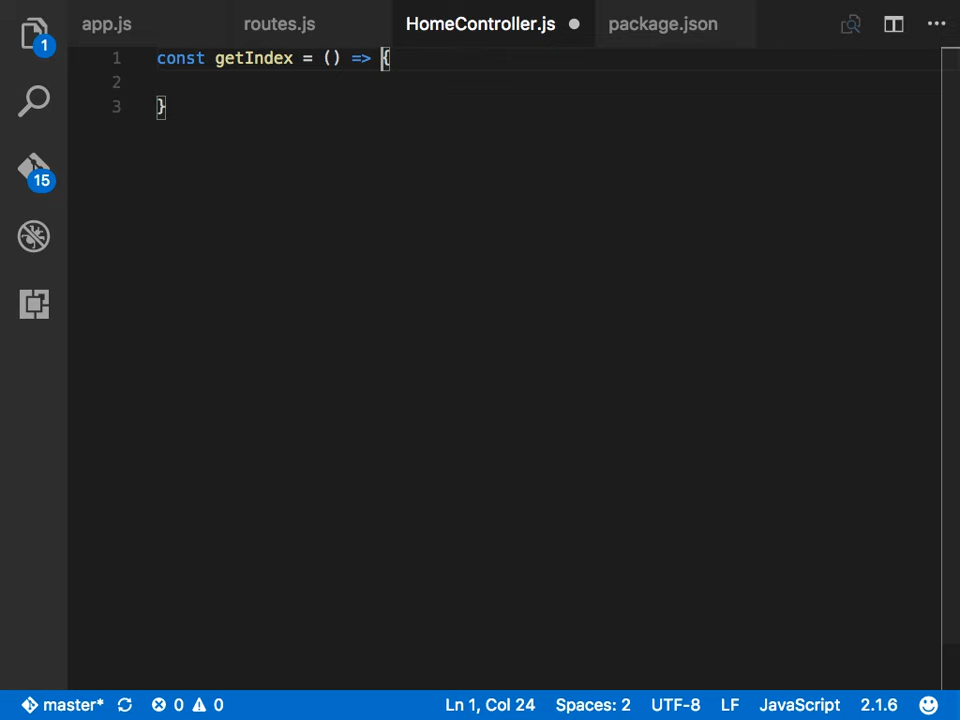 app.js routes.js HomeController.js package.json
1
1 const getIndex = () => {
2
3 }
15
master* 0 0 Ln 1, Col 24 Spaces: 2 UTF-8 LF JavaScript 2.1.6